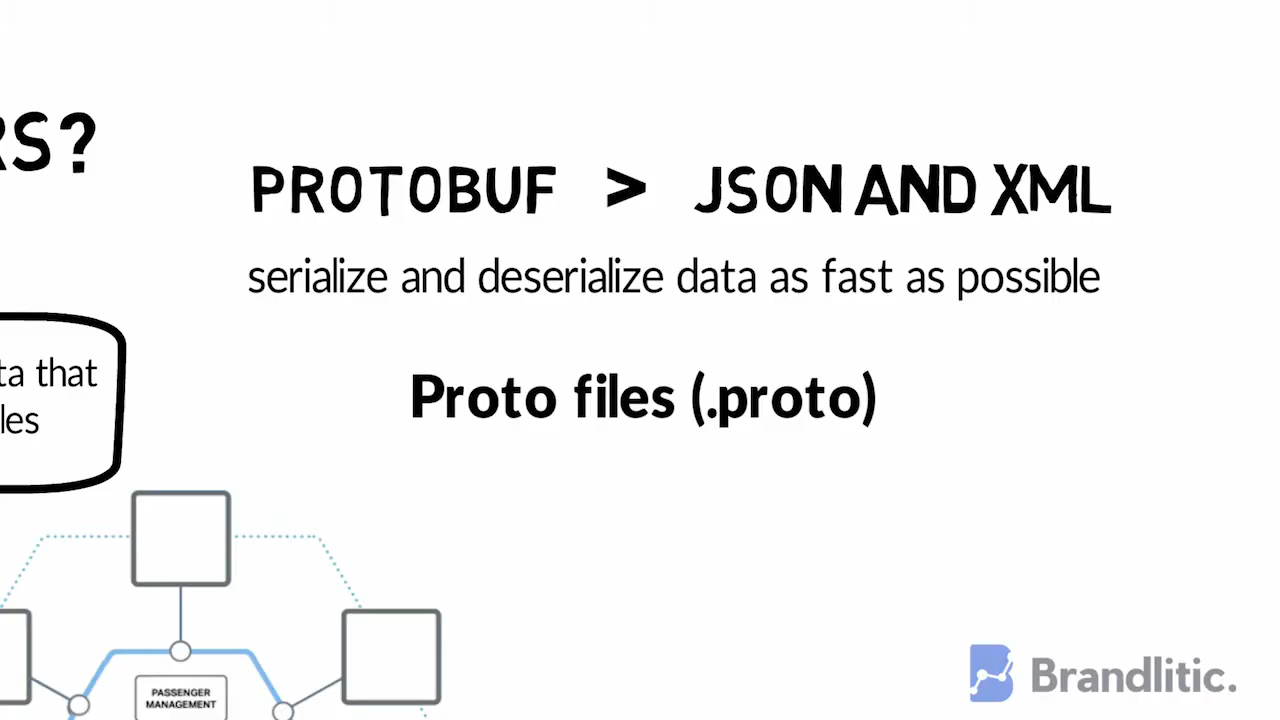 RS?
PROTOBUF > JSON AND XML
serialize and deserialize data as fast as possible
ta that
les
Proto files (.proto)
PASSENGER
MANAGEMENT
Brandlitic.